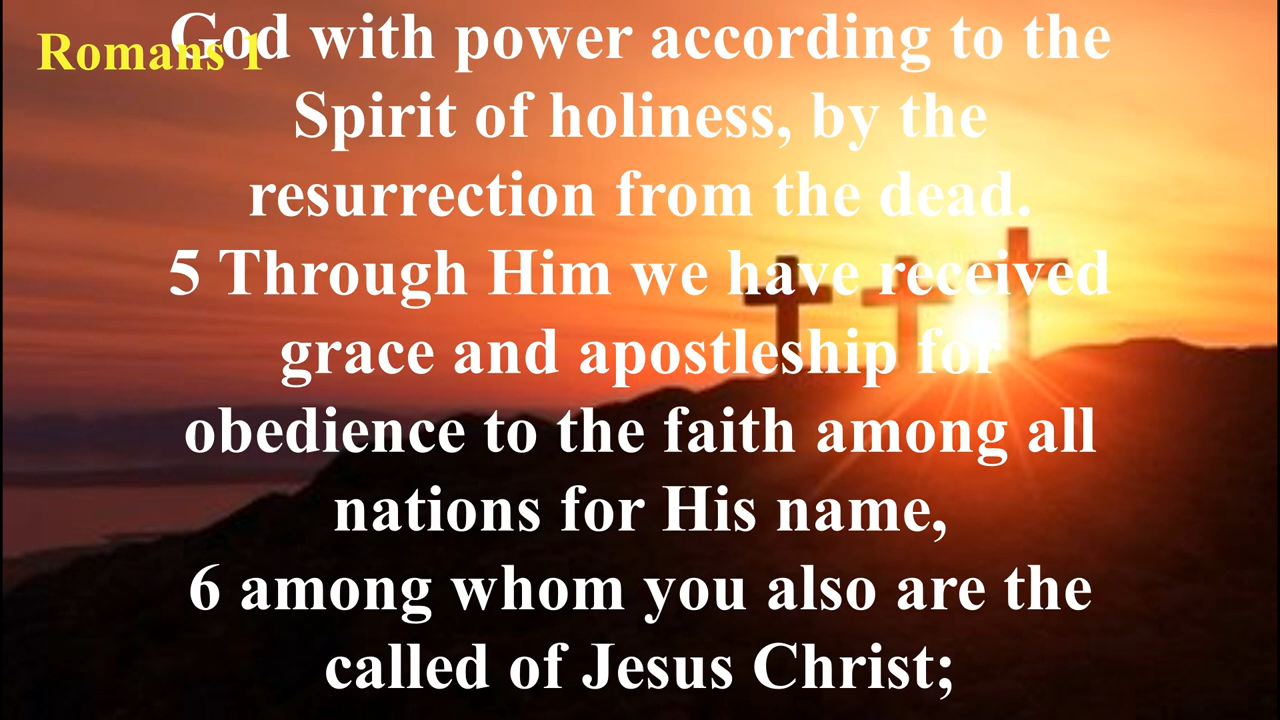 Romans 1
God with power according to the
Spirit of holiness, by the
resurrection from the dead.
5 Through Him we have received
grace and apostleship for
obedience to the faith among all
nations for His name,
6 among whom you also are the
called of Jesus Christ;